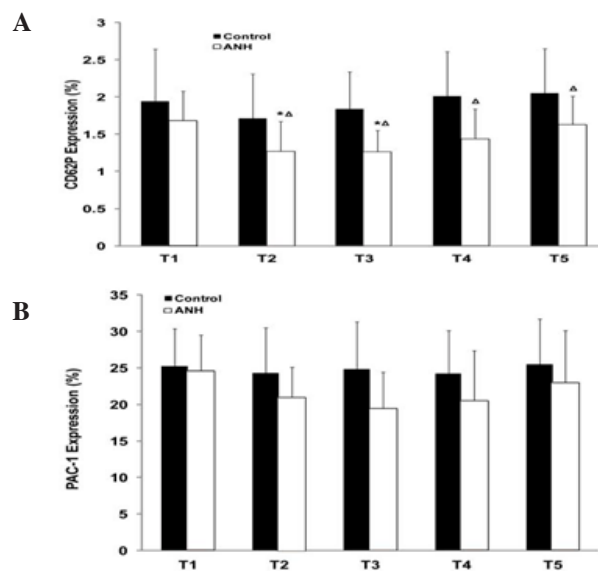 A
3
2.5
2
1.5
1
0.5
0
CD62P Expression (%)
Control
ANH
*Δ
*Δ
Δ
Δ
T1 T2 T3 T4 T5
B
35
30
25
20
15
10
5
0
PAC-1 Expression (%)
Control
ANH
T1 T2 T3 T4 T5